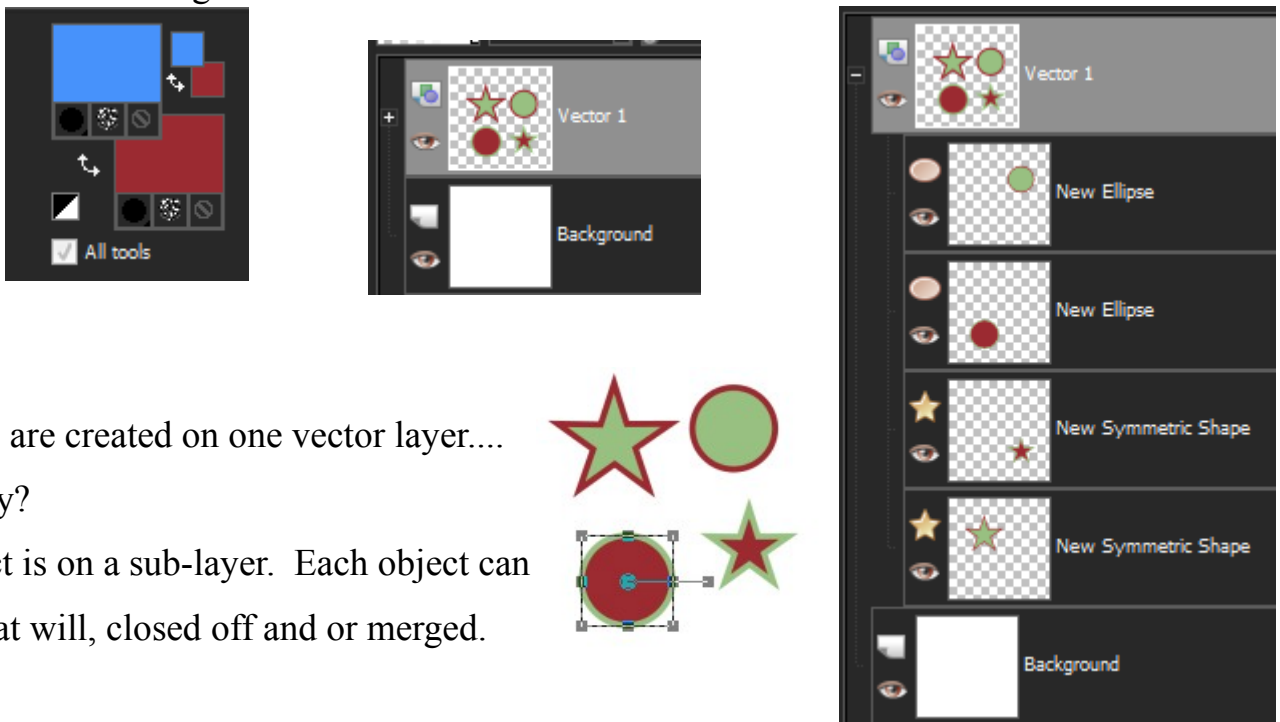 All tools
Vector 1
Background
Vector 1
New Ellipse
New Ellipse
New Symmetric Shape
New Symmetric Shape
Background
are created on one vector layer....
y?
ct is on a sub-layer. Each object can
at will, closed off and or merged.